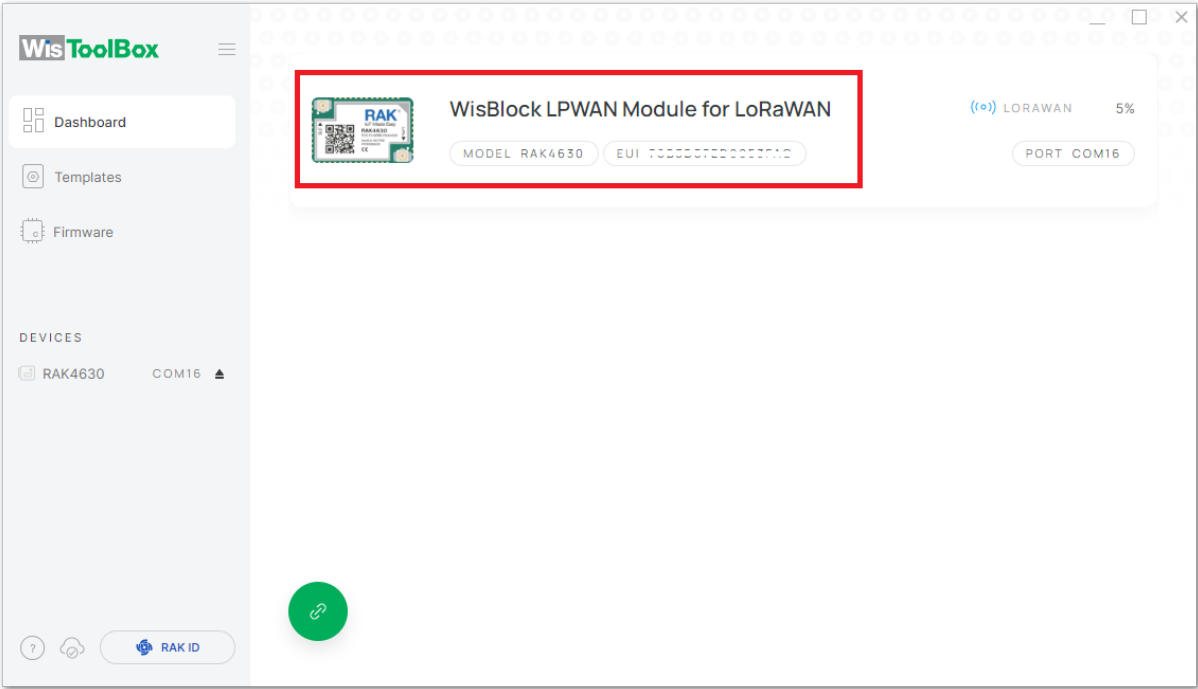 WisToolBox
Dashboard
Templates
Firmware
DEVICES
RAK4630 COM16
? RAK ID
WisBlock LPWAN Module for LoRaWAN
MODEL RAK4630 EUI
LORAWAN 5%
PORT COM16
RAK
RAK4630